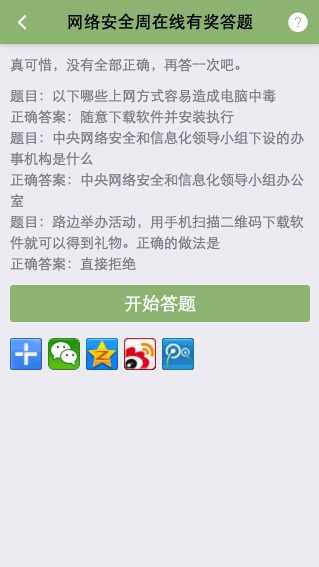 网络安全周在线有奖答题
?
真可惜，没有全部正确，再答一次吧。
题目：以下哪些上网方式容易造成电脑中毒
正确答案：随意下载软件并安装执行
题目：中央网络安全和信息化领导小组下设的办
事机构是什么
正确答案：中央网络安全和信息化领导小组办公
室
题目：路边举办活动，用手机扫描二维码下载软
件就可以得到礼物。正确的做法是
正确答案：直接拒绝
开始答题